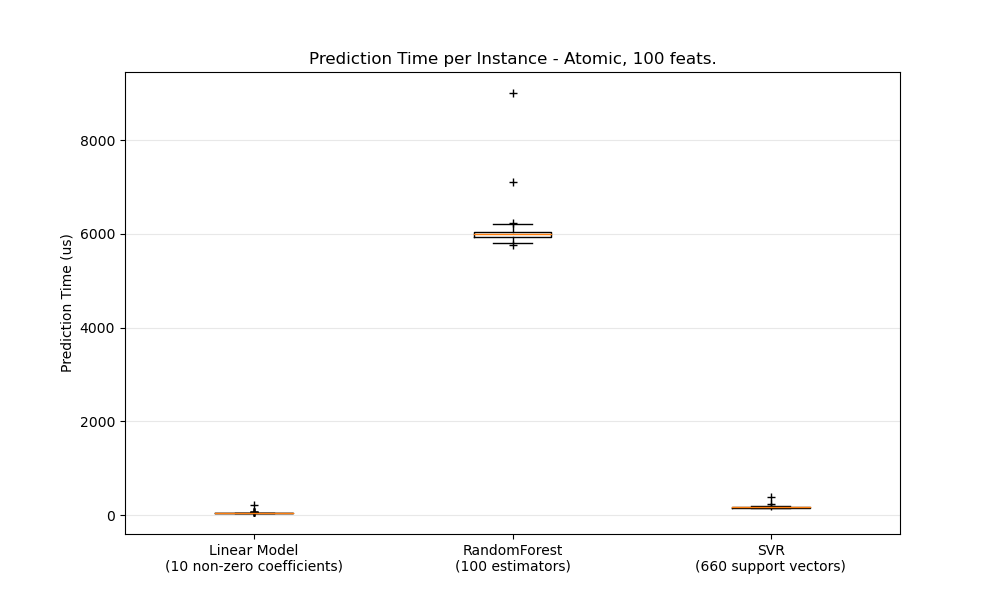 Prediction Time per Instance - Atomic, 100 feats.
Prediction Time (us)
8000
6000
4000
2000
0
Linear Model
(10 non-zero coefficients)
RandomForest
(100 estimators)
SVR
(660 support vectors)